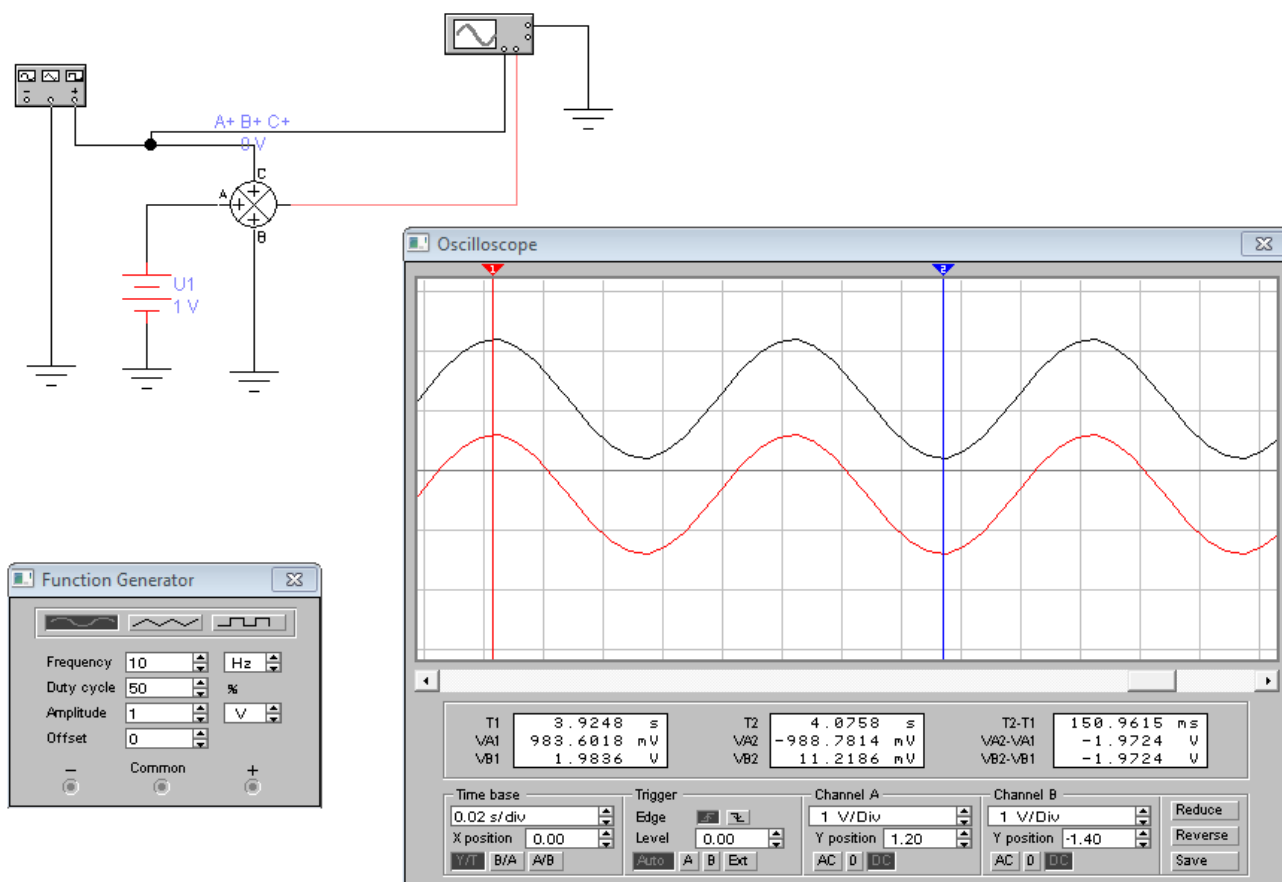 A+ B+ C+
0 V
C
A
B
U1
1 V
Oscilloscope
1
2
Function Generator
Frequency 10 Hz
Duty cycle 50 %
Amplitude 1 V
Offset 0
− Common +
T1 3.9248 s T2 4.0758 s T2-T1 150.9615 ms
VA1 983.6018 mV VA2 -988.7814 mV VA2-VA1 -1.9724 V
VB1 1.9836 V VB2 11.2186 mV VB2-VB1 -1.9724 V
Time base Trigger Channel A Channel B
0.02 s/div Edge 1 V/Div 1 V/Div Reduce
X position 0.00 Level 0.00 Y position 1.20 Y position -1.40 Reverse
Y/T B/A A/B Auto A B Ext AC 0 DC AC 0 DC Save